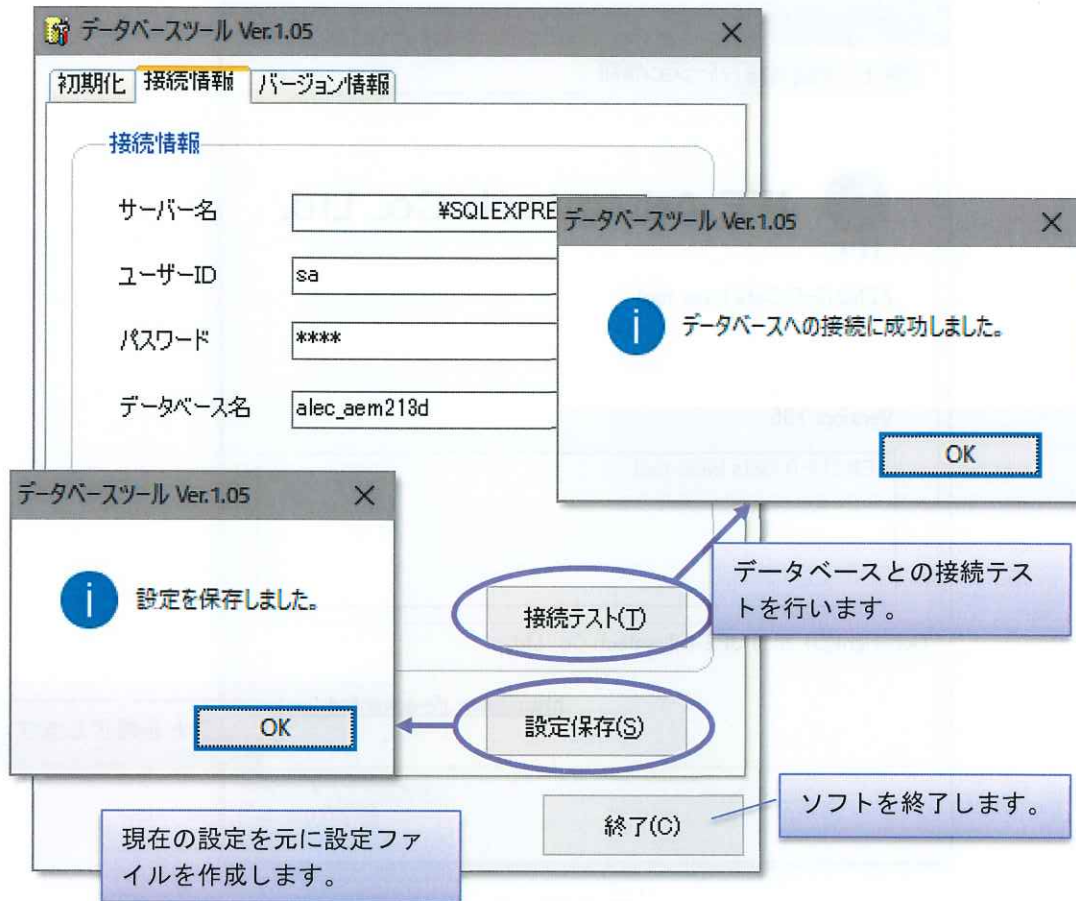 データベースツール Ver.1.05
初期化 接続情報 バージョン情報
接続情報
サーバー名 ¥SQLEXPRE
ユーザーID sa
パスワード ****
データベース名 alec_aem213d
データベースツール Ver.1.05
データベースへの接続に成功しました。
OK
データベースとの接続テス
トを行います。
接続テスト(T)
データベースツール Ver.1.05
設定を保存しました。
OK
設定保存(S)
現在の設定を元に設定ファ
イルを作成します。
終了(C)
ソフトを終了します。